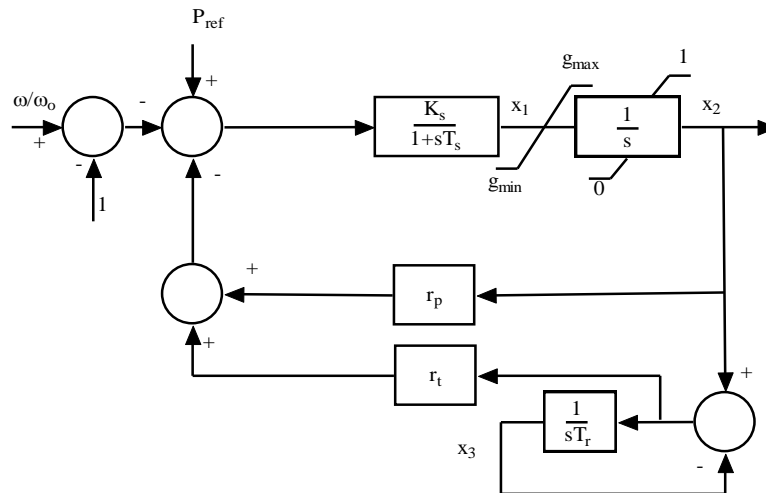 P_ref
+
g_max
1
ω/ω_o
-
-
+
K_s
1+sT_s
x_1
1
s
x_2
g_min
0
-
1
-
+
r_p
+
r_t
+
1
sT_r
x_3
-